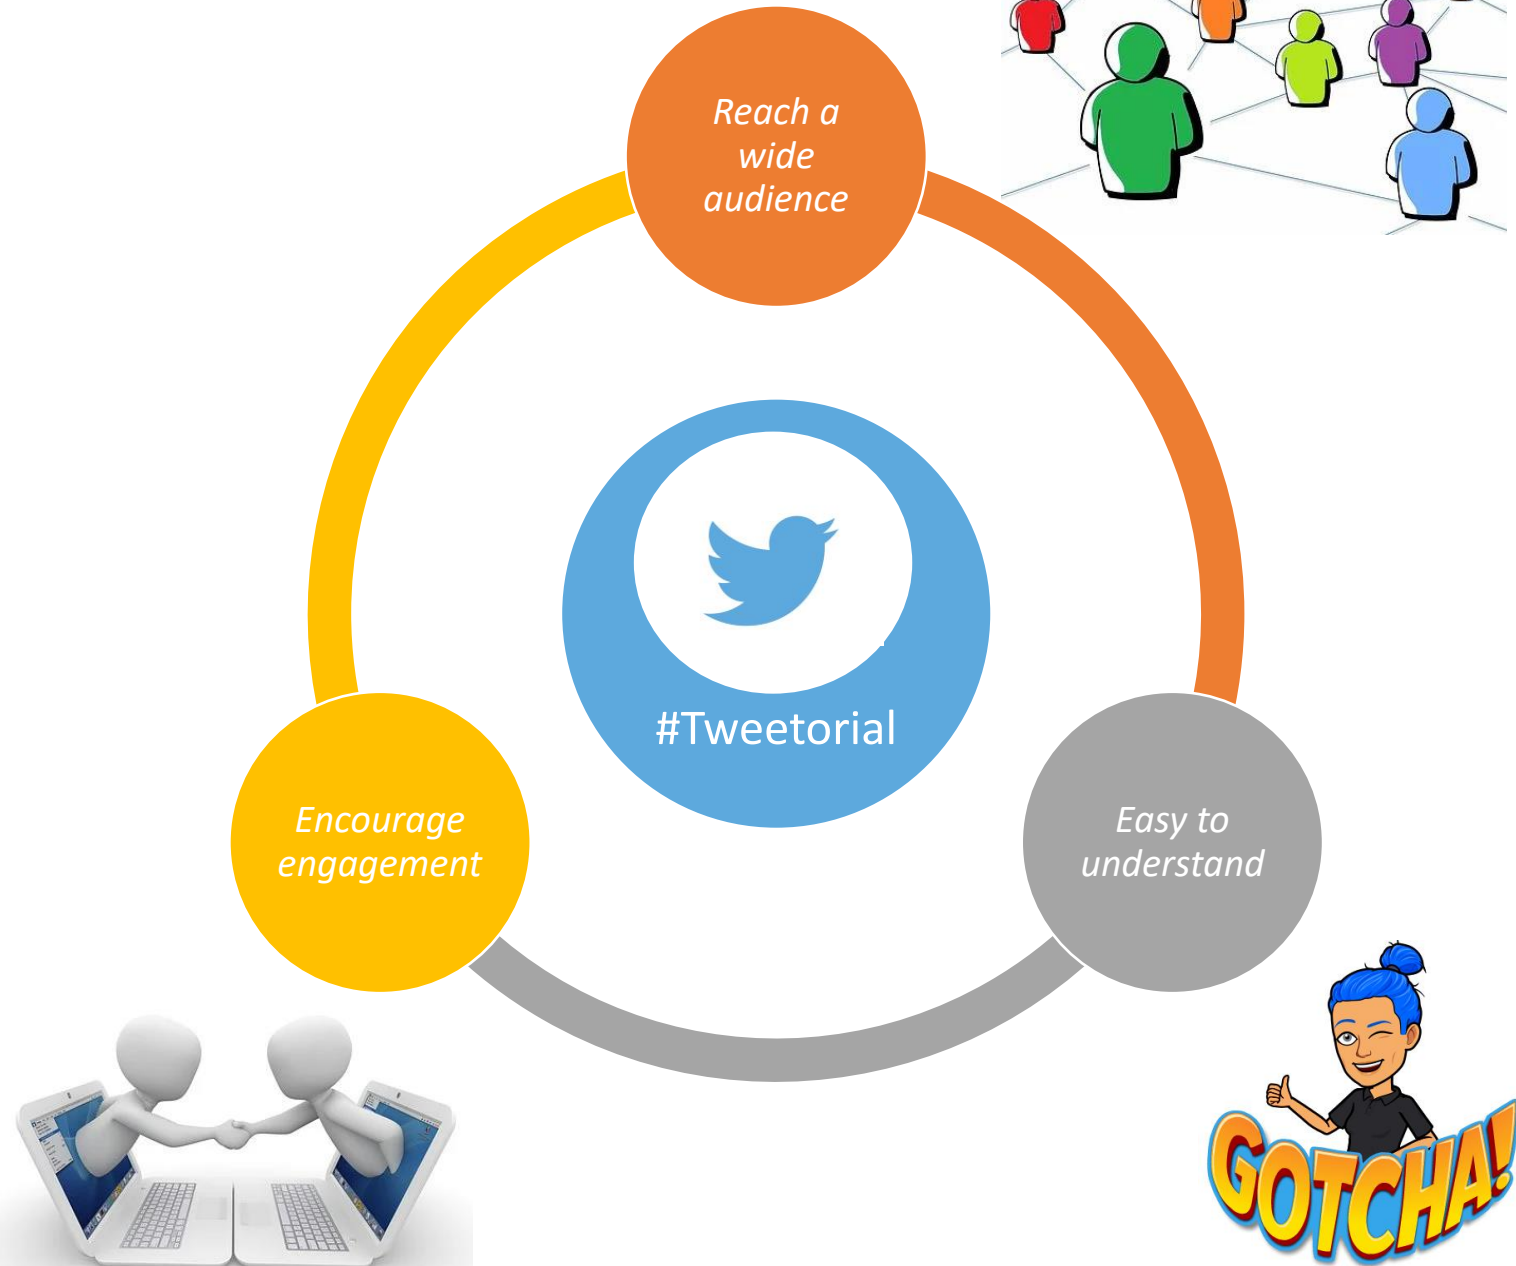 Reach a
wide
audience
#Tweetorial
Encourage
engagement
Easy to
understand
GOTCHA!